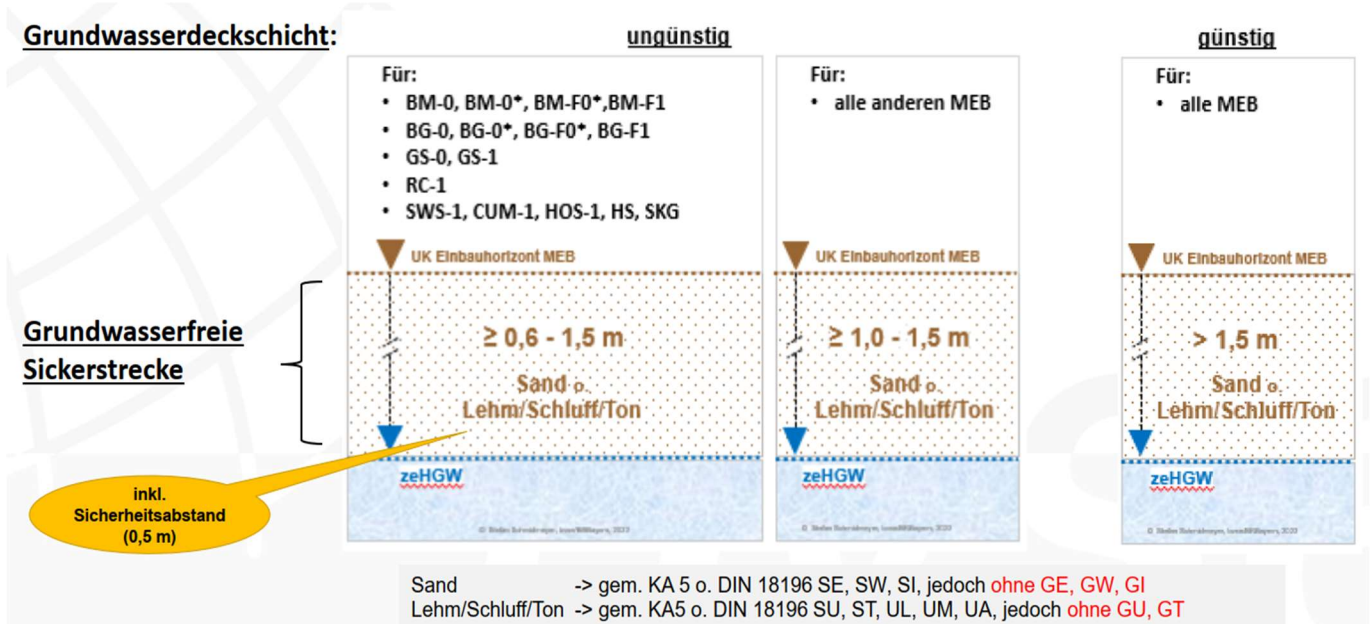 Grundwasserdeckschicht:
ungünstig
günstig
Für:
• BM-0, BM-0*, BM-F0*,BM-F1
• BG-0, BG-0*, BG-F0*, BG-F1
• GS-0, GS-1
• RC-1
• SWS-1, CUM-1, HOS-1, HS, SKG
Für:
• alle anderen MEB
Für:
• alle MEB
UK Einbauhorizont MEB
UK Einbauhorizont MEB
UK Einbauhorizont MEB
Grundwasserfreie
Sickerstrecke
≥ 0,6 - 1,5 m
Sand o.
Lehm/Schluff/Ton
≥ 1,0 - 1,5 m
Sand o.
Lehm/Schluff/Ton
> 1,5 m
Sand o.
Lehm/Schluff/Ton
zeHGW
zeHGW
zeHGW
inkl.
Sicherheitsabstand
(0,5 m)
Sand -> gem. KA 5 o. DIN 18196 SE, SW, SI, jedoch ohne GE, GW, GI
Lehm/Schluff/Ton -> gem. KA5 o. DIN 18196 SU, ST, UL, UM, UA, jedoch ohne GU, GT